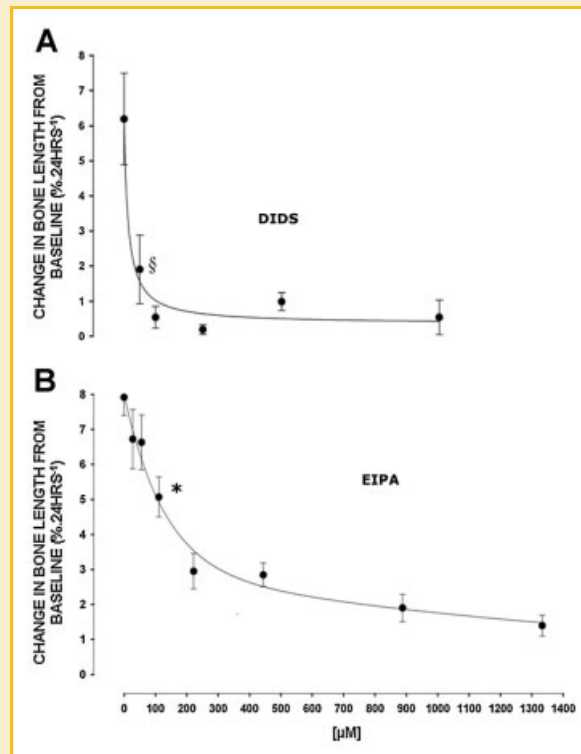 A
CHANGE IN BONE LENGTH FROM
BASELINE (%.24HRS⁻¹)
8
7
6
5
4
3
2
1
0
DIDS
§
B
CHANGE IN BONE LENGTH FROM
BASELINE (%.24HRS⁻¹)
8
7
6
5
4
3
2
1
0
EIPA
*
0 100 200 300 400 500 600 700 800 900 1000 1100 1200 1300 1400
[µM]